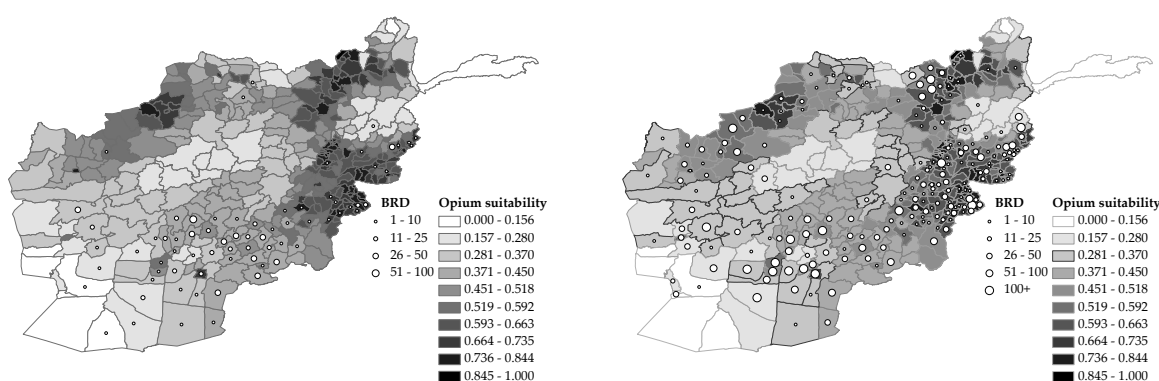 BRD
1 - 10
11 - 25
26 - 50
51 - 100
Opium suitability
0.000 - 0.156
0.157 - 0.280
0.281 - 0.370
0.371 - 0.450
0.451 - 0.518
0.519 - 0.592
0.593 - 0.663
0.664 - 0.735
0.736 - 0.844
0.845 - 1.000
BRD
1 - 10
11 - 25
26 - 50
51 - 100
100+
Opium suitability
0.000 - 0.156
0.157 - 0.280
0.281 - 0.370
0.371 - 0.450
0.451 - 0.518
0.519 - 0.592
0.593 - 0.663
0.664 - 0.735
0.736 - 0.844
0.845 - 1.000